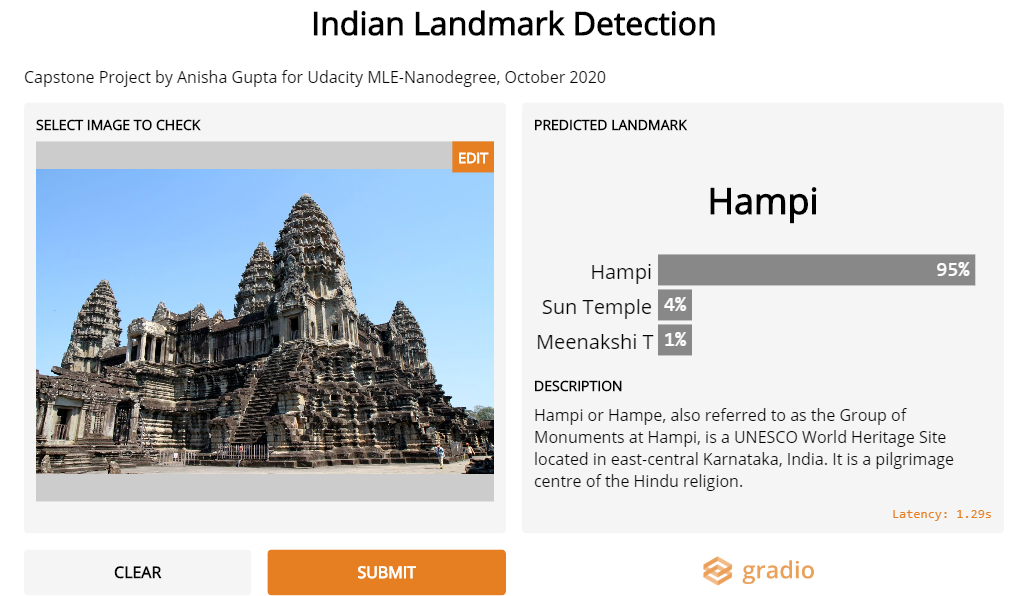 Indian Landmark Detection
Capstone Project by Anisha Gupta for Udacity MLE-Nanodegree, October 2020
SELECT IMAGE TO CHECK
EDIT
PREDICTED LANDMARK
Hampi
Hampi 95%
Sun Temple 4%
Meenakshi T 1%
DESCRIPTION
Hampi or Hampe, also referred to as the Group of
Monuments at Hampi, is a UNESCO World Heritage Site
located in east-central Karnataka, India. It is a pilgrimage
centre of the Hindu religion.
Latency: 1.29s
CLEAR
SUBMIT
gradio